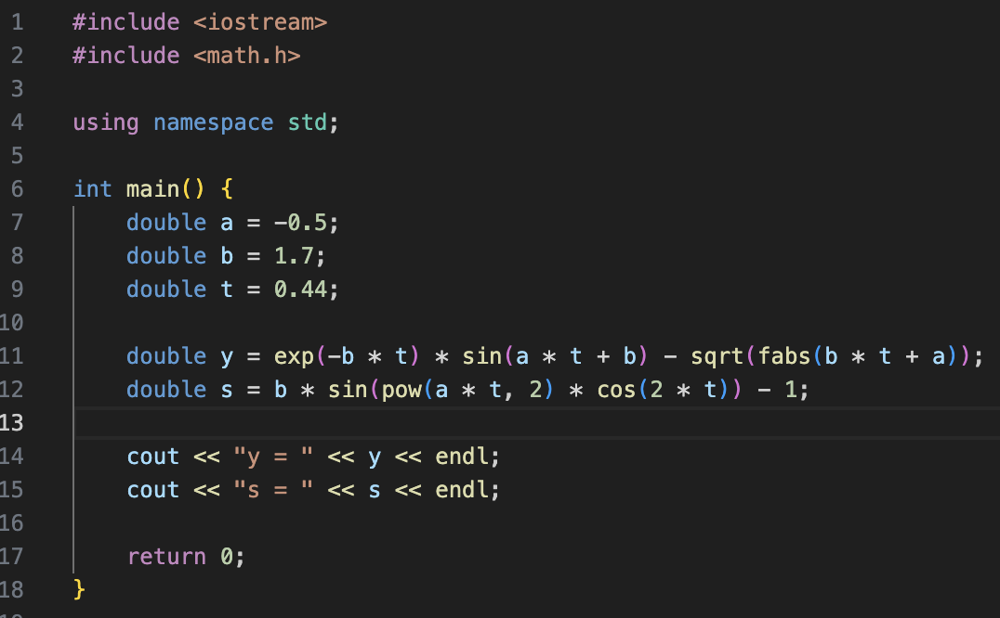 1 #include <iostream>
2 #include <math.h>
3
4 using namespace std;
5
6 int main() {
7     double a = -0.5;
8     double b = 1.7;
9     double t = 0.44;
10
11     double y = exp(-b * t) * sin(a * t + b) - sqrt(fabs(b * t + a));
12     double s = b * sin(pow(a * t, 2) * cos(2 * t)) - 1;
13
14     cout << "y = " << y << endl;
15     cout << "s = " << s << endl;
16
17     return 0;
18 }